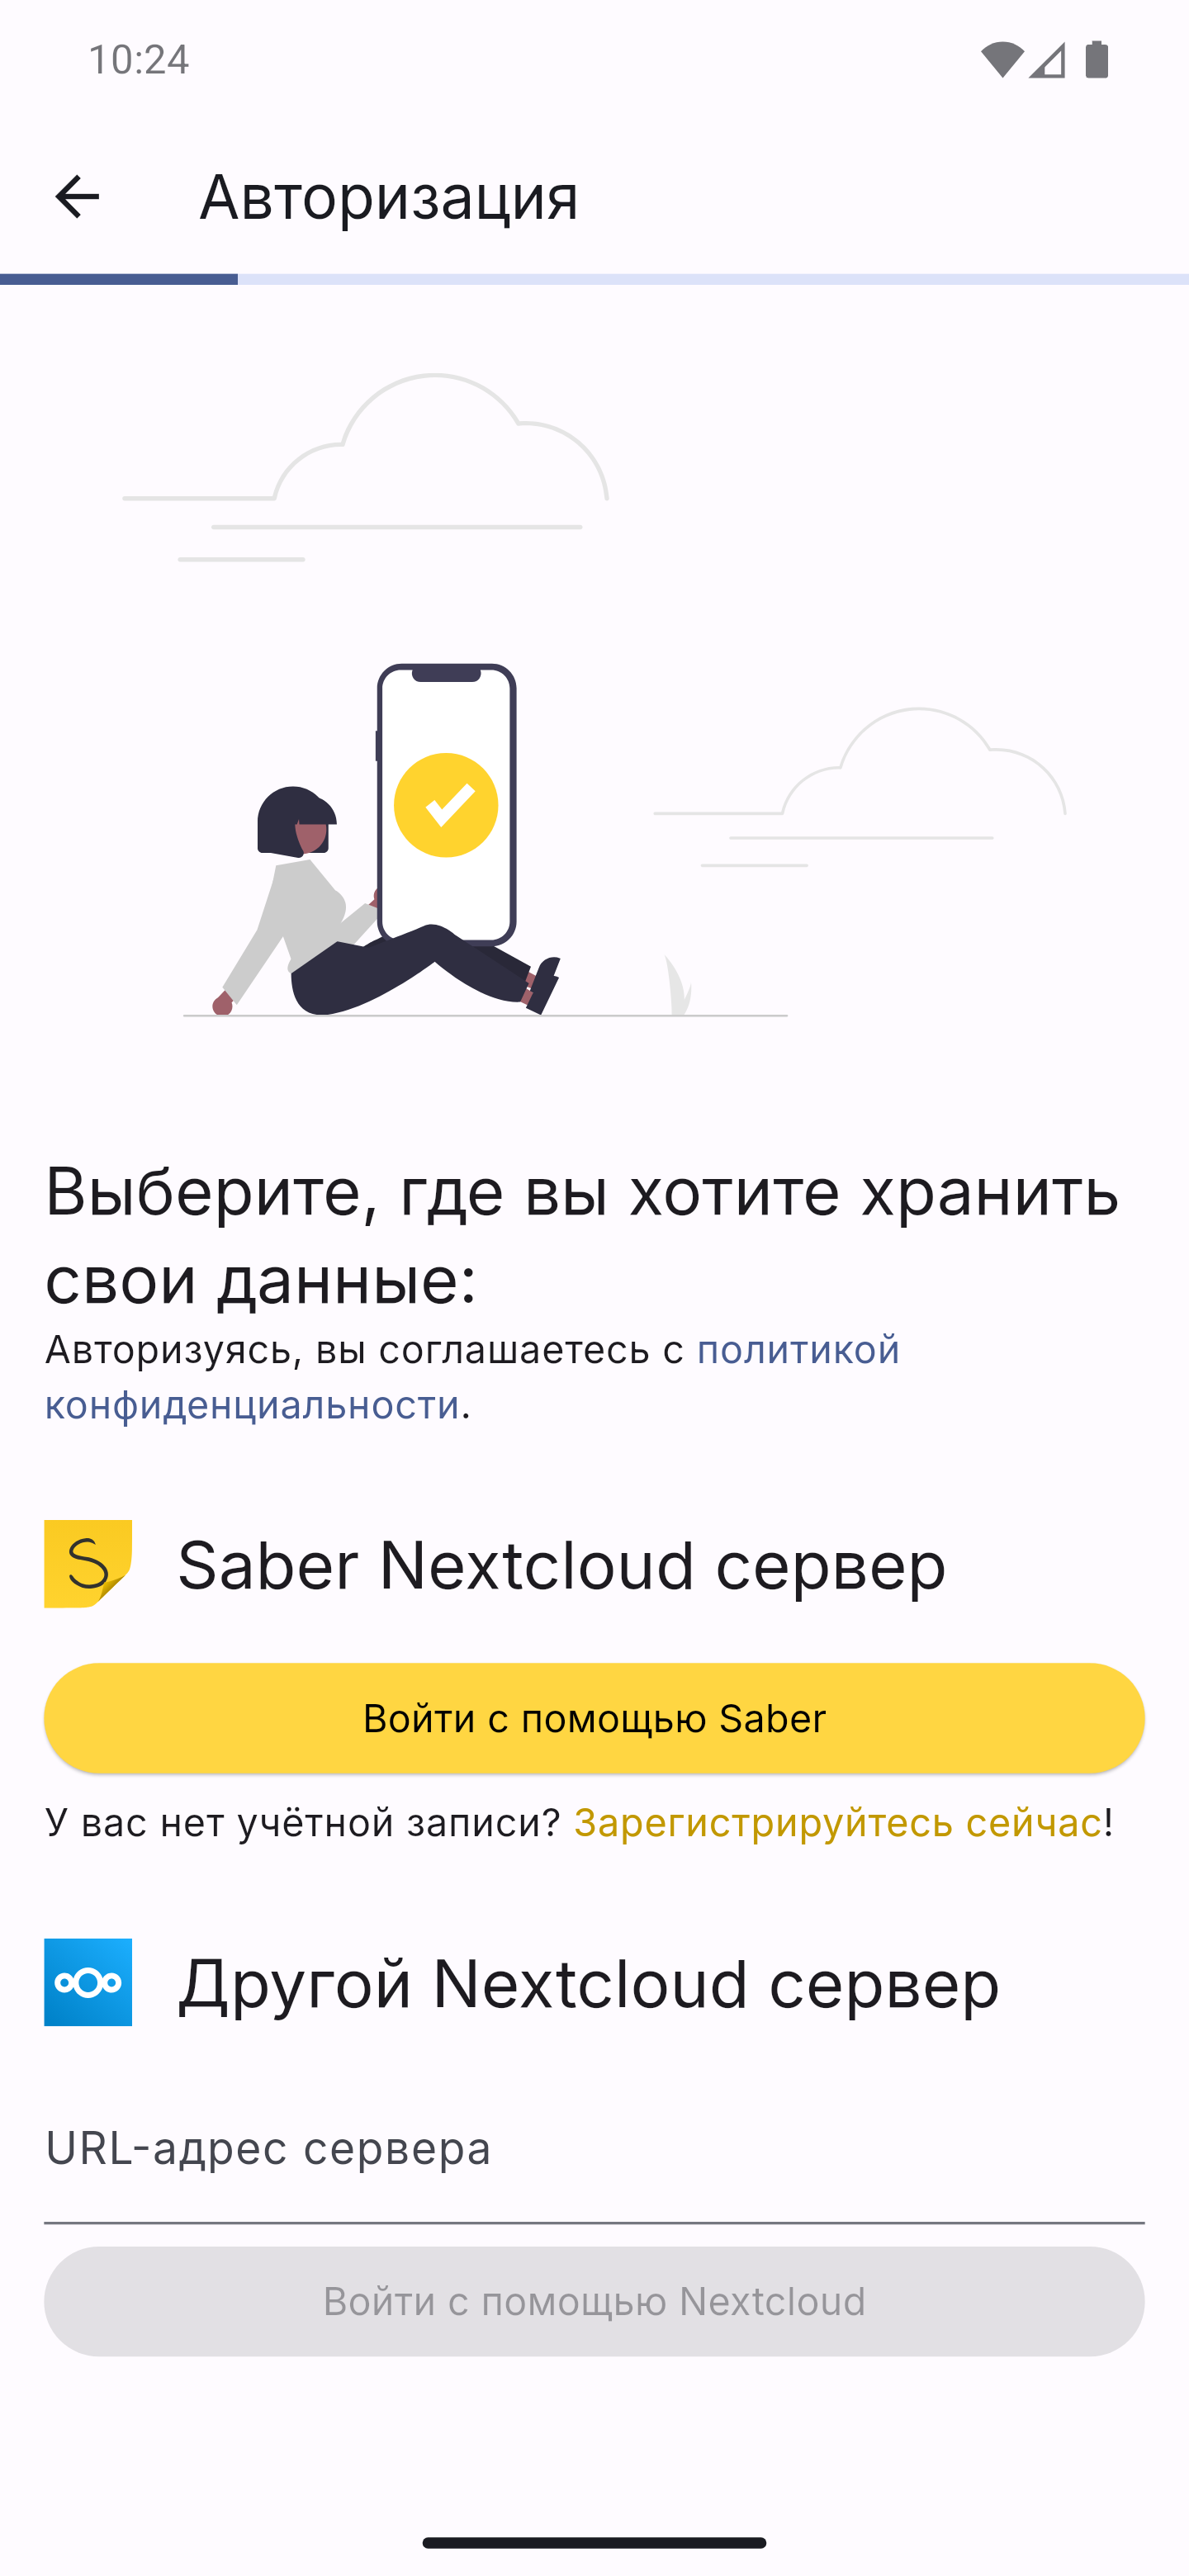 10:24
Авторизация
Выберите, где вы хотите хранить
свои данные:
Авторизуясь, вы соглашаетесь с политикой
конфиденциальности.
S
Saber Nextcloud сервер
Войти с помощью Saber
У вас нет учётной записи? Зарегистрируйтесь сейчас!
Другой Nextcloud сервер
URL-адрес сервера
Войти с помощью Nextcloud